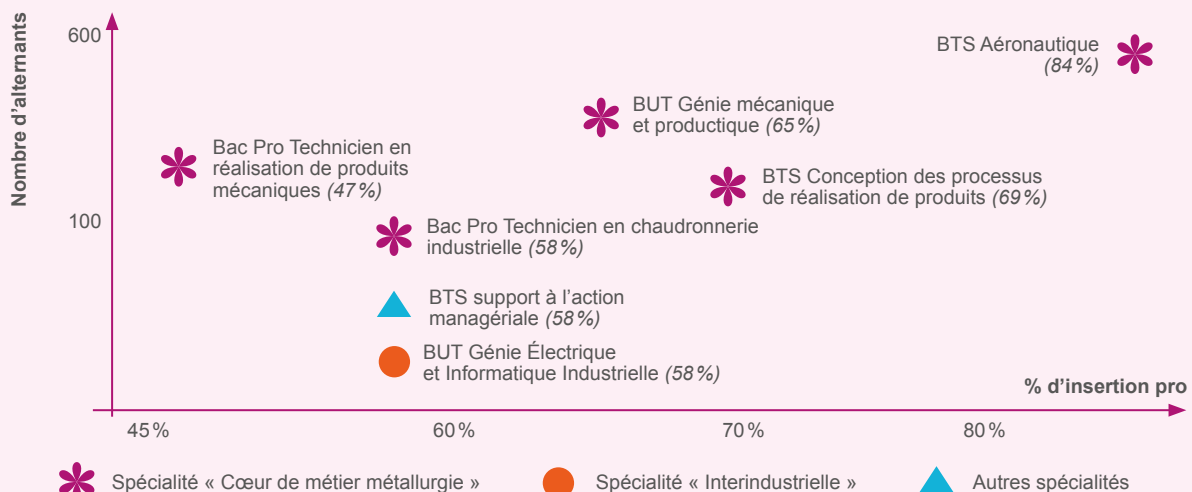 Nombre d'alternants
600
100
BTS Aéronautique
(84 %)
BUT Génie mécanique
et productique (65 %)
Bac Pro Technicien en
réalisation de produits
mécaniques (47 %)
BTS Conception des processus
de réalisation de produits (69 %)
Bac Pro Technicien en chaudronnerie
industrielle (58 %)
BTS support à l'action
managériale (58 %)
BUT Génie Électrique
et Informatique Industrielle (58 %)
% d'insertion pro
45 %
60 %
70 %
80 %
Spécialité « Cœur de métier métallurgie »
Spécialité « Interindustrielle »
Autres spécialités